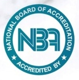 NATIONAL BOARD OF ACCREDITATION
NBA
ACCREDITED BY